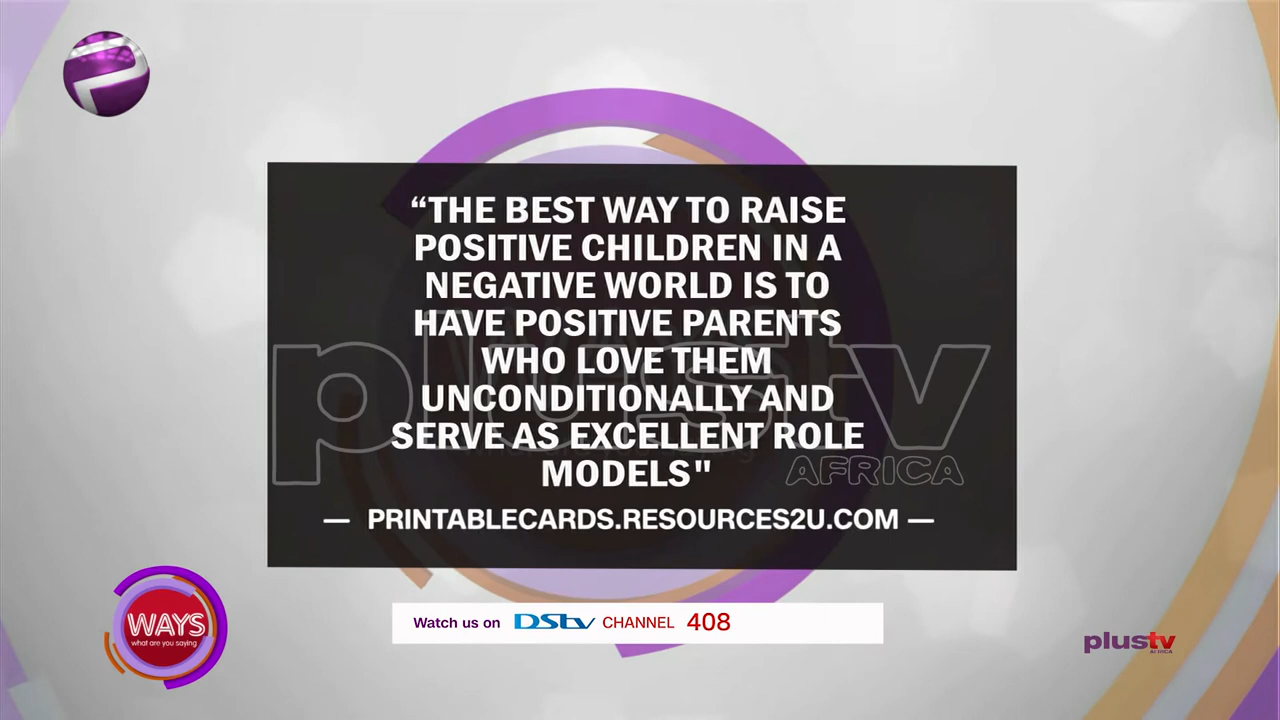 “THE BEST WAY TO RAISE
POSITIVE CHILDREN IN A
NEGATIVE WORLD IS TO
HAVE POSITIVE PARENTS
WHO LOVE THEM
UNCONDITIONALLY AND
SERVE AS EXCELLENT ROLE
MODELS"
— PRINTABLECARDS.RESOURCES2U.COM —
plustv
AFRICA
WAYS
what are you saying
Watch us on DStv CHANNEL 408
plustv
AFRICA